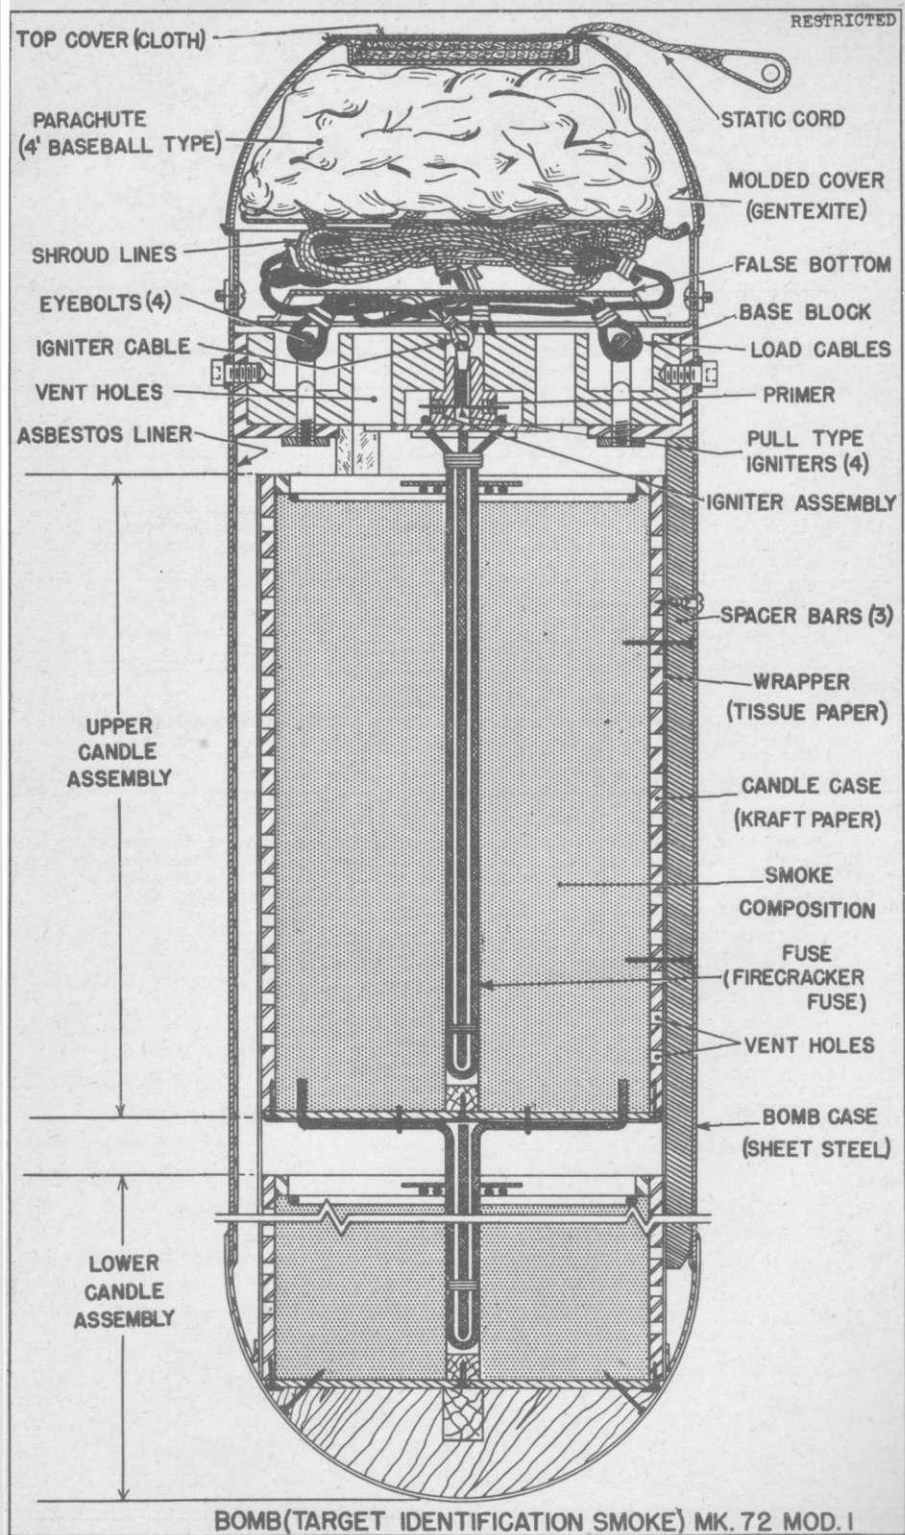 RESTRICTED
TOP COVER (CLOTH)
STATIC CORD
PARACHUTE
(4' BASEBALL TYPE)
MOLDED COVER
(GENTEXITE)
SHROUD LINES
FALSE BOTTOM
EYEBOLTS (4)
BASE BLOCK
IGNITER CABLE
LOAD CABLES
VENT HOLES
PRIMER
ASBESTOS LINER
PULL TYPE
IGNITERS (4)
IGNITER ASSEMBLY
SPACER BARS (3)
WRAPPER
(TISSUE PAPER)
UPPER
CANDLE
ASSEMBLY
CANDLE CASE
(KRAFT PAPER)
SMOKE
COMPOSITION
FUSE
(FIRECRACKER
FUSE)
VENT HOLES
BOMB CASE
(SHEET STEEL)
LOWER
CANDLE
ASSEMBLY
BOMB (TARGET IDENTIFICATION SMOKE) MK. 72 MOD. I